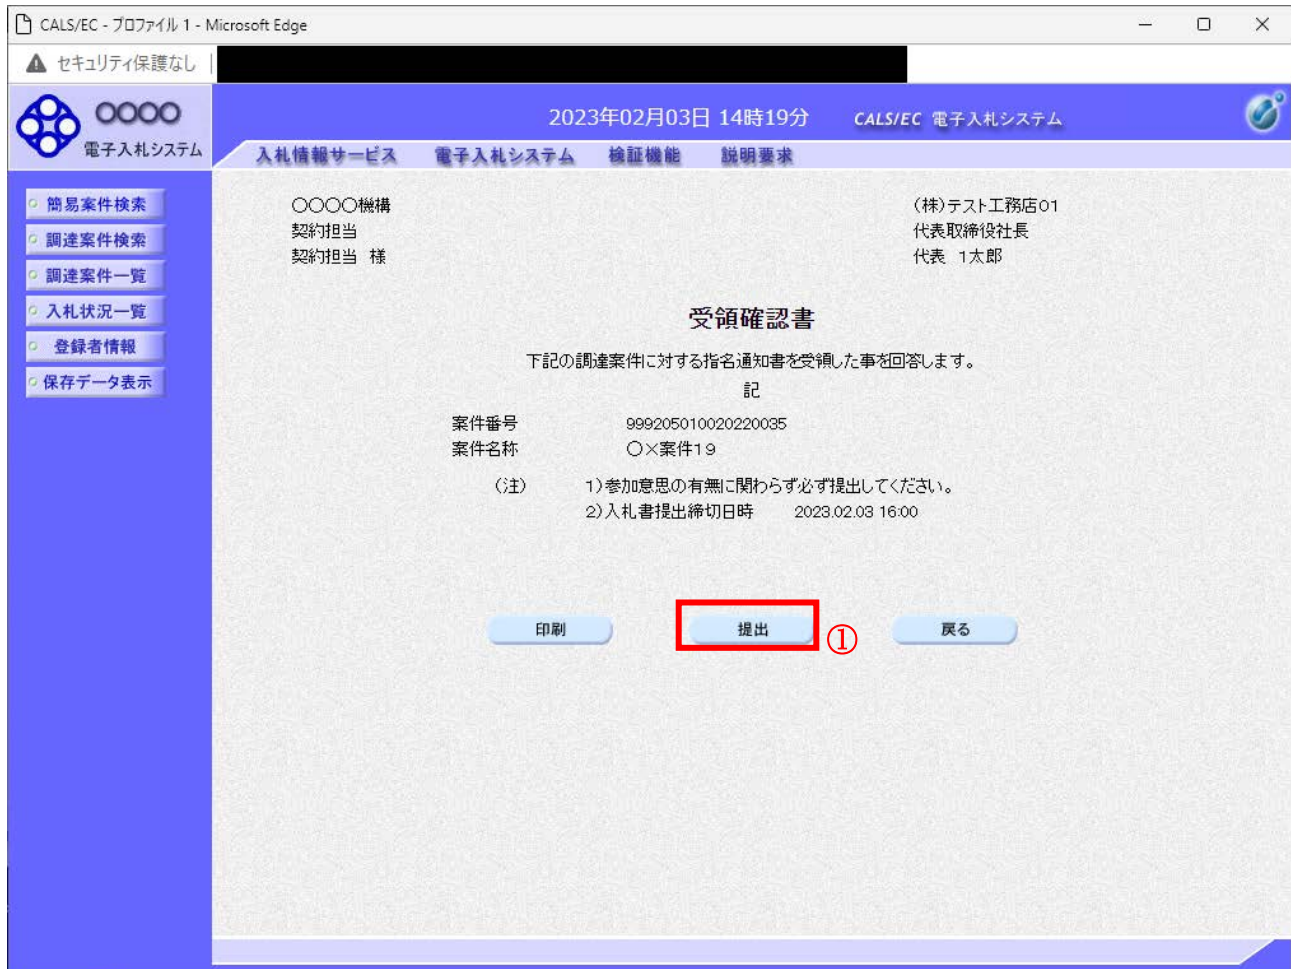 CALS/EC - プロファイル 1 - Microsoft Edge
セキュリティ保護なし
〇〇〇〇
電子入札システム
2023年02月03日 14時19分
CALS/EC 電子入札システム
入札情報サービス 電子入札システム 検証機能 説明要求
簡易案件検索
調達案件検索
調達案件一覧
入札状況一覧
登録者情報
保存データ表示
〇〇〇〇機構
契約担当
契約担当 様
(株)テスト工務店01
代表取締役社長
代表 1太郎
受領確認書
下記の調達案件に対する指名通知書を受領した事を回答します。
記
案件番号 999205010020220035
案件名称 〇×案件19
(注) 1)参加意思の有無に関わらず必ず提出してください。
2)入札書提出締切日時 2023.02.03 16:00
印刷 提出 ① 戻る